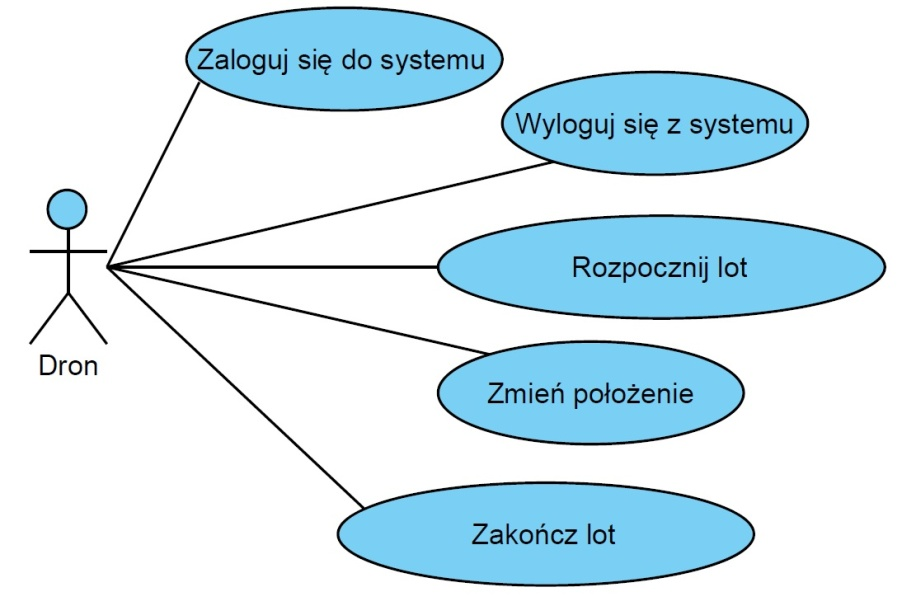 Zaloguj się do systemu
Wyloguj się z systemu
Rozpocznij lot
Dron
Zmień położenie
Zakończ lot